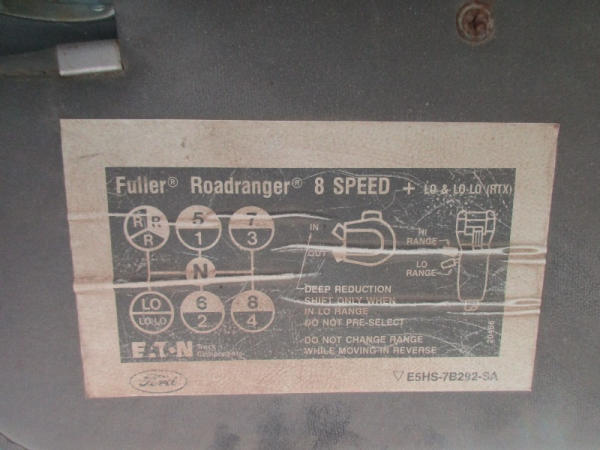 Fuller® Roadranger® 8 SPEED + LO & LO-LO (RTX)
R R R
5 1
7 3
N
LO LO-LO
6 2
8 4
IN
OUT
HI RANGE
LO RANGE
DEEP REDUCTION
SHIFT ONLY WHEN
IN LO RANGE
DO NOT PRE-SELECT
DO NOT CHANGE RANGE
WHILE MOVING IN REVERSE
EATON Truck Components
Ford
E5HS-7B292-SA